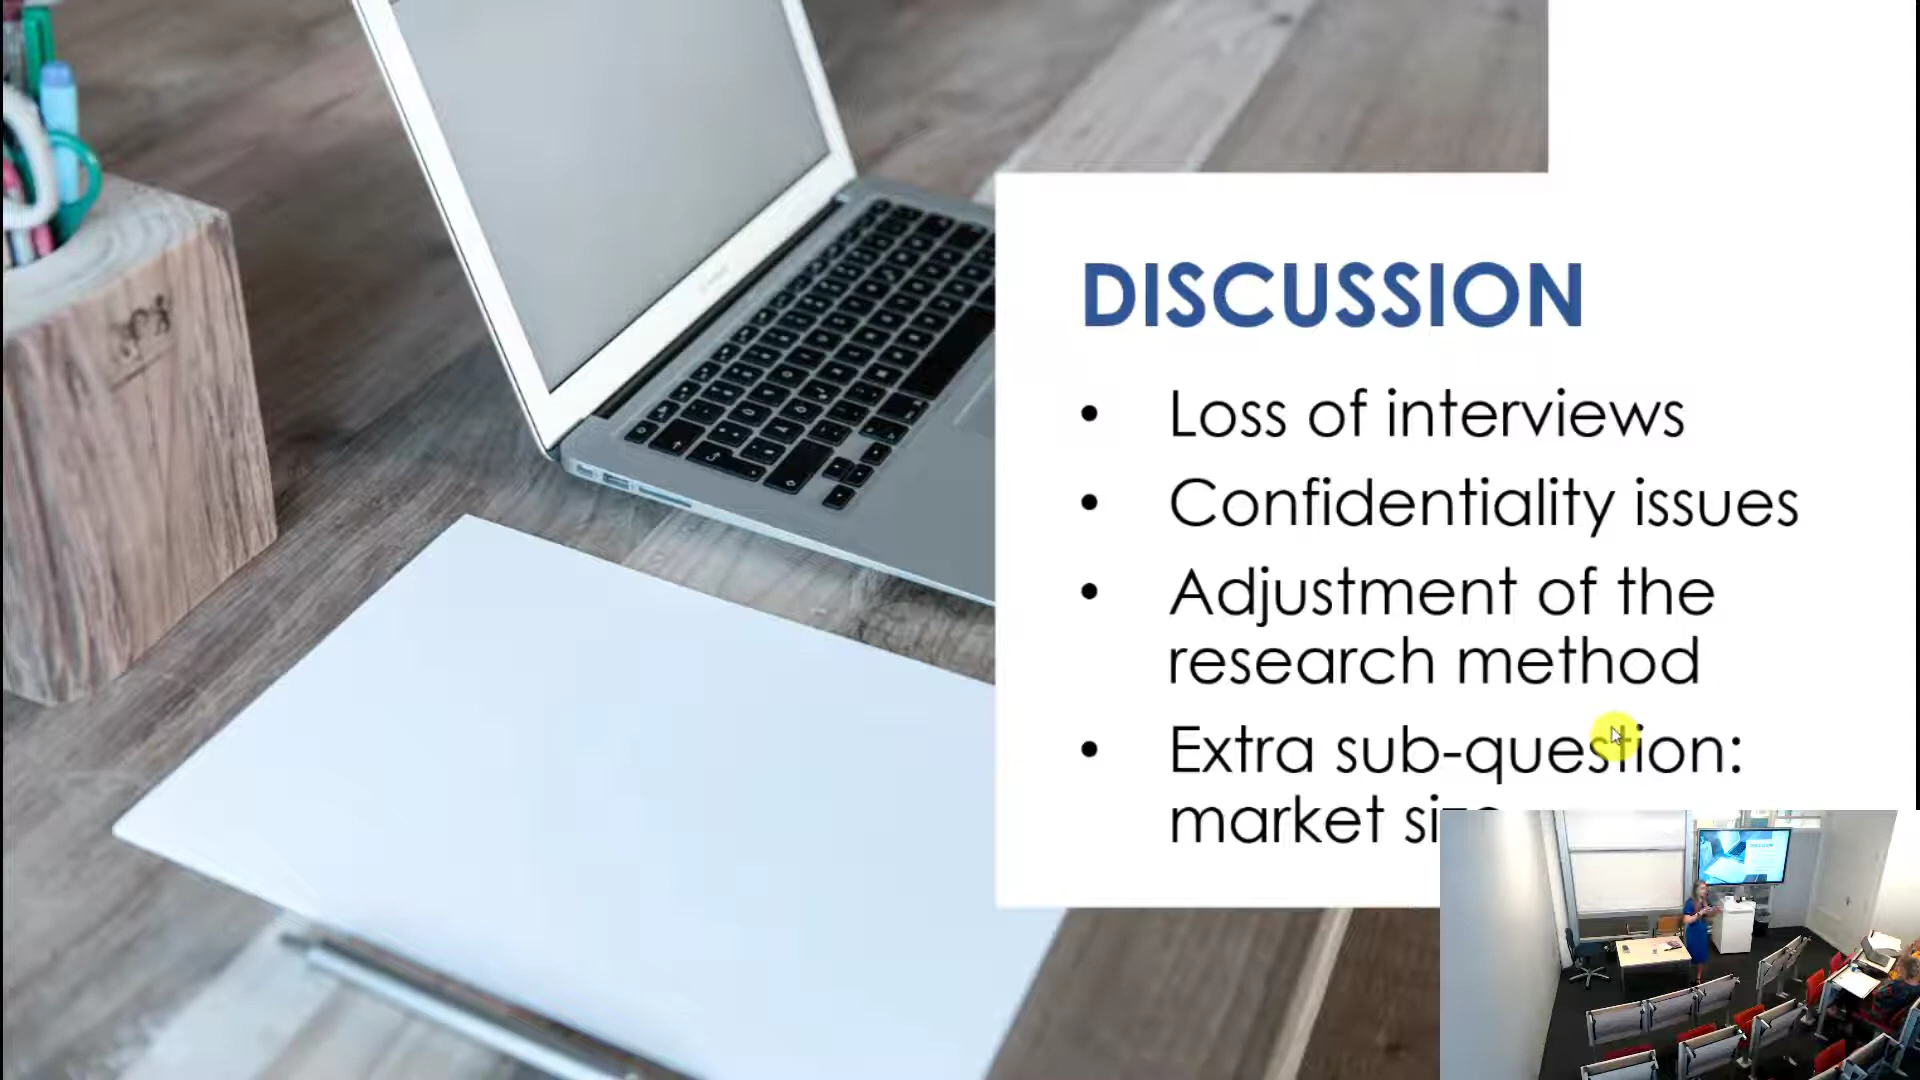 DISCUSSION
• Loss of interviews
• Confidentiality issues
• Adjustment of the
research method
• Extra sub-question:
market